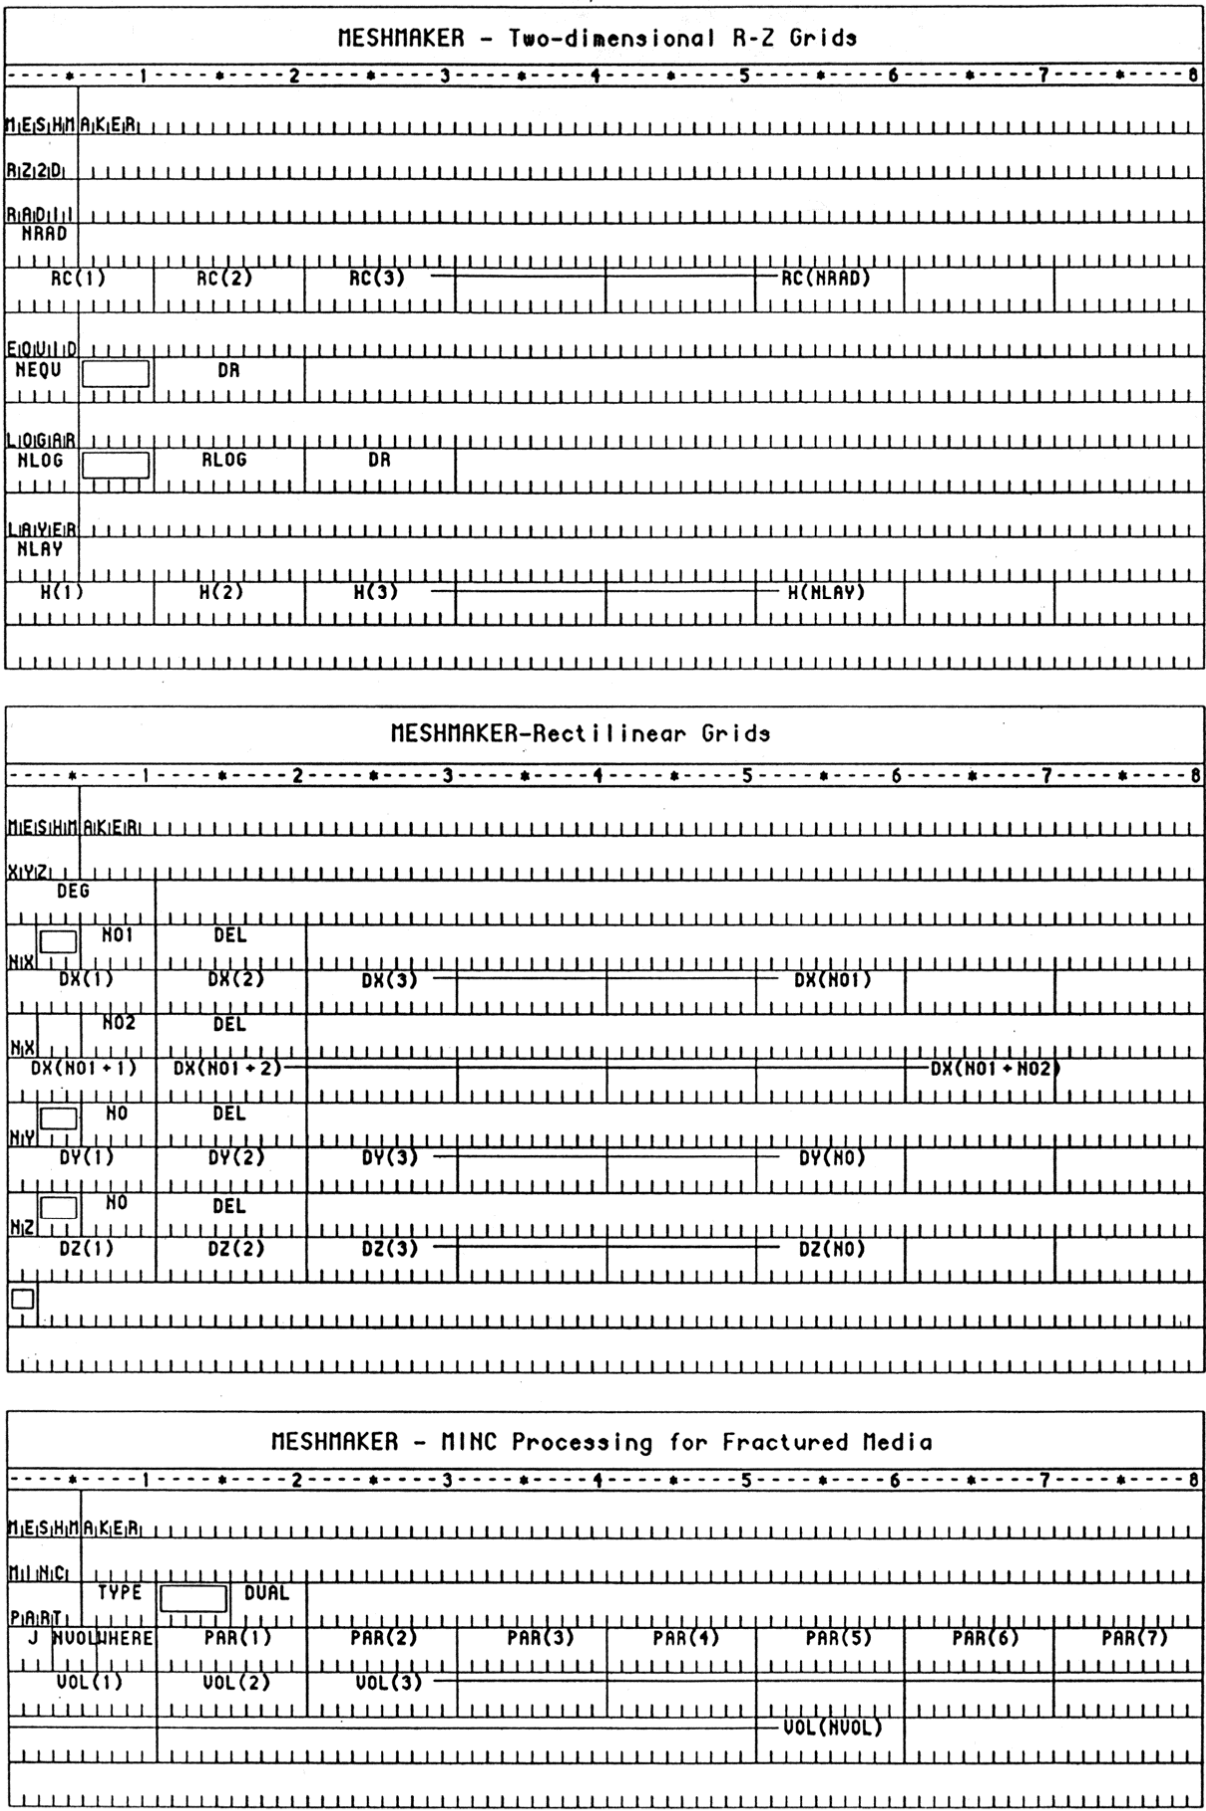 MESHMAKER - Two-dimensional R-Z Grids
----*----1----*----2----*----3----*----4----*----5----*----6----*----7----*----8
MESHMAKER
RZ2D
RADII
NRAD
RC(1) RC(2) RC(3) RC(NRAD)
EQUID
NEQU DR
LOGAR
NLOG RLOG DR
LAYER
NLAY
H(1) H(2) H(3) H(NLAY)
MESHMAKER-Rectilinear Grids
----*----1----*----2----*----3----*----4----*----5----*----6----*----7----*----8
MESHMAKER
XYZ
DEG
NX NO1 DEL
DX(1) DX(2) DX(3) DX(NO1)
NX NO2 DEL
DX(NO1+1) DX(NO1+2) DX(NO1+NO2)
NY NO DEL
DY(1) DY(2) DY(3) DY(NO)
NZ NO DEL
DZ(1) DZ(2) DZ(3) DZ(NO)
MESHMAKER - MINC Processing for Fractured Media
----*----1----*----2----*----3----*----4----*----5----*----6----*----7----*----8
MESHMAKER
MINC
PART TYPE DUAL
J NVOL WHERE PAR(1) PAR(2) PAR(3) PAR(4) PAR(5) PAR(6) PAR(7)
VOL(1) VOL(2) VOL(3)
VOL(NVOL)